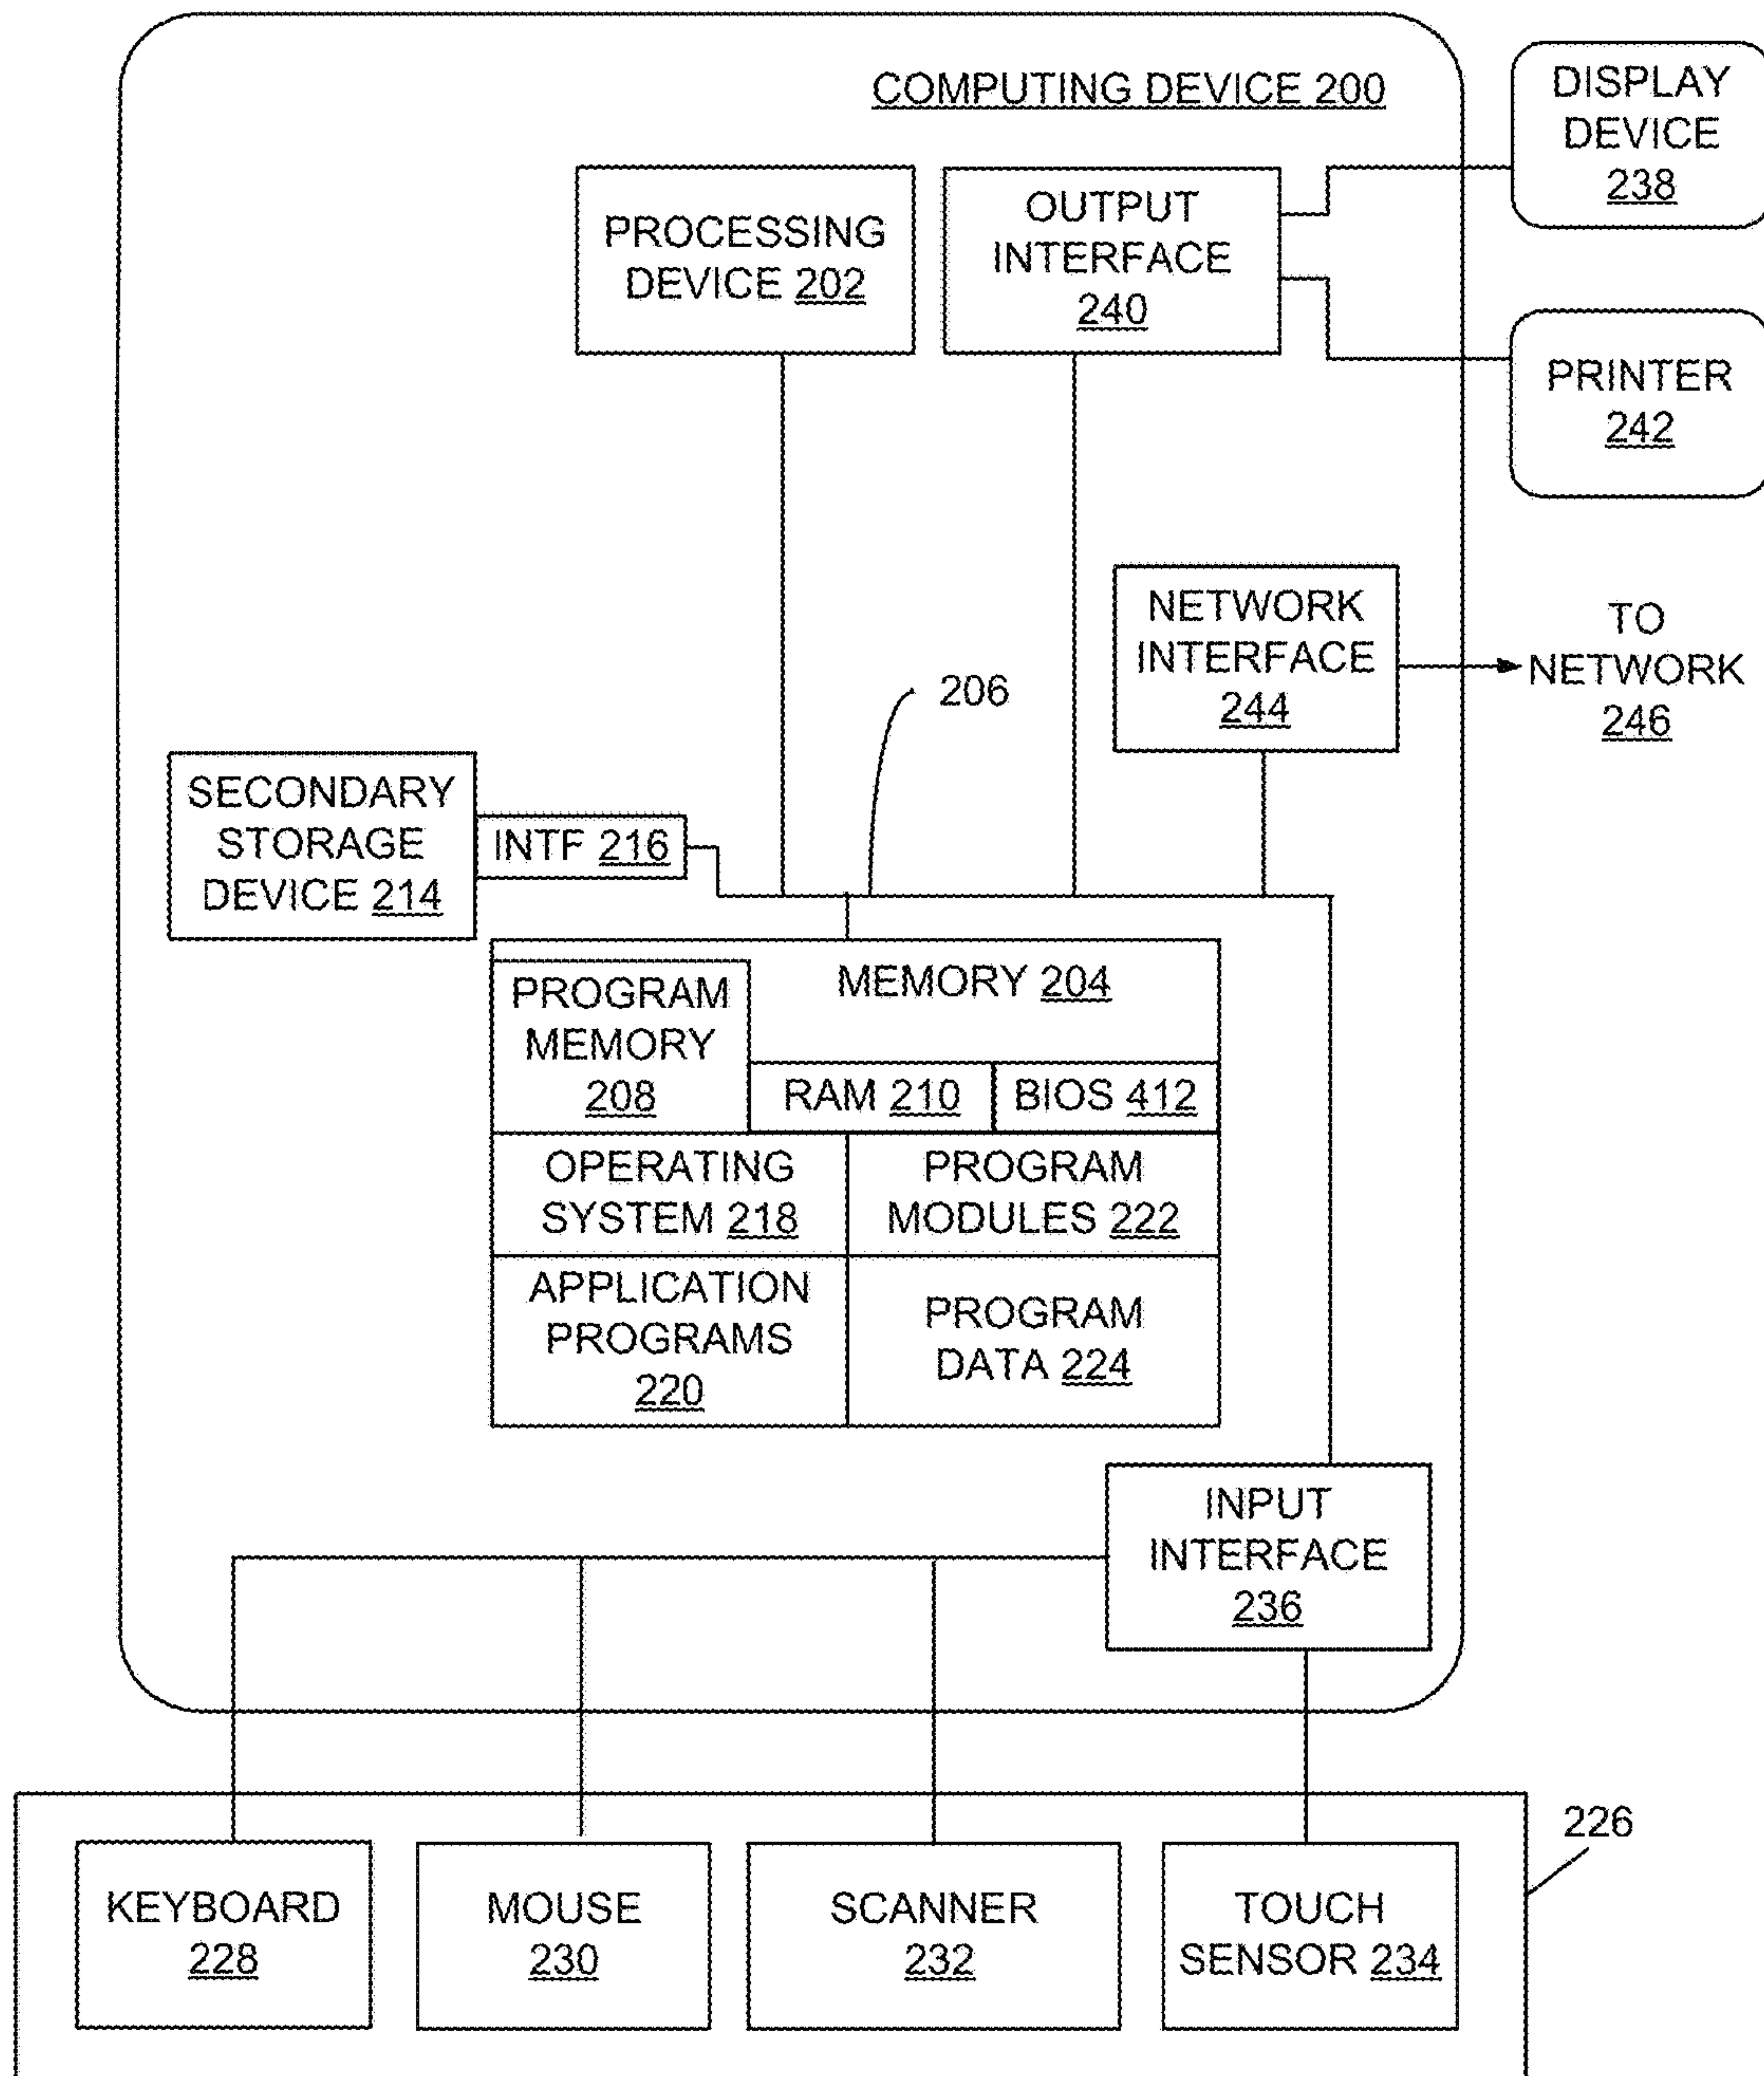 COMPUTING DEVICE 200
DISPLAY
DEVICE
238
PROCESSING
DEVICE 202
OUTPUT
INTERFACE
240
PRINTER
242
NETWORK
INTERFACE
244
TO
NETWORK
246
206
SECONDARY
STORAGE
DEVICE 214
INTF 216
MEMORY 204
PROGRAM
MEMORY
208
RAM 210
BIOS 412
OPERATING
SYSTEM 218
PROGRAM
MODULES 222
APPLICATION
PROGRAMS
220
PROGRAM
DATA 224
INPUT
INTERFACE
236
226
KEYBOARD
228
MOUSE
230
SCANNER
232
TOUCH
SENSOR 234